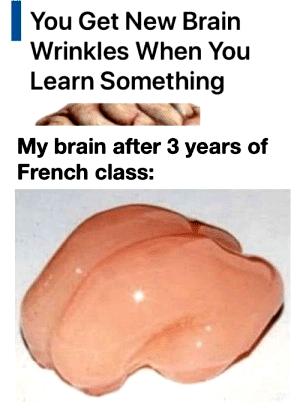 You Get New Brain
Wrinkles When You
Learn Something
My brain after 3 years of
French class: